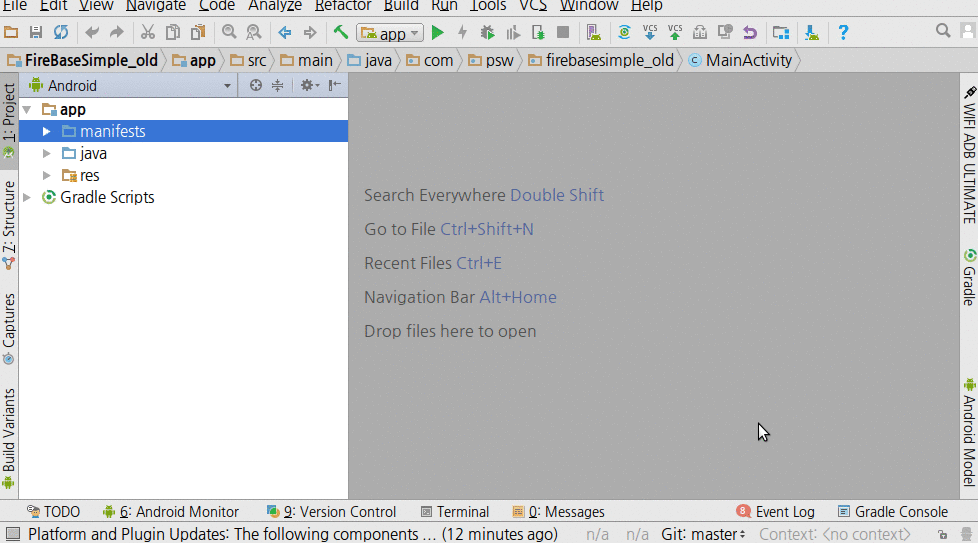 File Edit View Navigate Code Analyze Refactor Build Run Tools VCS Window Help
app
VCS VCS
FireBaseSimple_old app src main java com psw firebasesimple_old MainActivity
Android
app
manifests
java
res
Gradle Scripts
1: Project
7: Structure
Captures
Build Variants
Search Everywhere Double Shift
Go to File Ctrl+Shift+N
Recent Files Ctrl+E
Navigation Bar Alt+Home
Drop files here to open
WIFI ADB ULTIMATE
Gradle
Android Model
TODO 6: Android Monitor 9: Version Control Terminal 0: Messages 8 Event Log Gradle Console
Platform and Plugin Updates: The following components ... (12 minutes ago) n/a n/a Git: master Context: <no context>